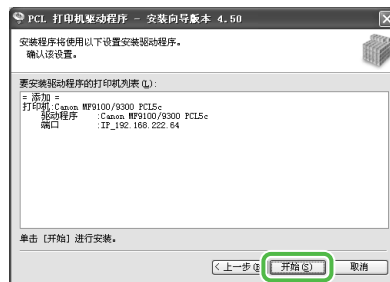 PCL 打印机驱动程序 - 安装向导版本 4.50
安装程序将使用以下设置安装驱动程序。
确认该设置。
要安装驱动程序的打印机列表(L):
= 添加 =
打印机:Canon MF9100/9300 PCL5c
驱动程序 :Canon MF9100/9300 PCL5c
端口 :IP_192.168.222.64
单击 [开始] 进行安装。
<上一步(B 开始(S) 取消